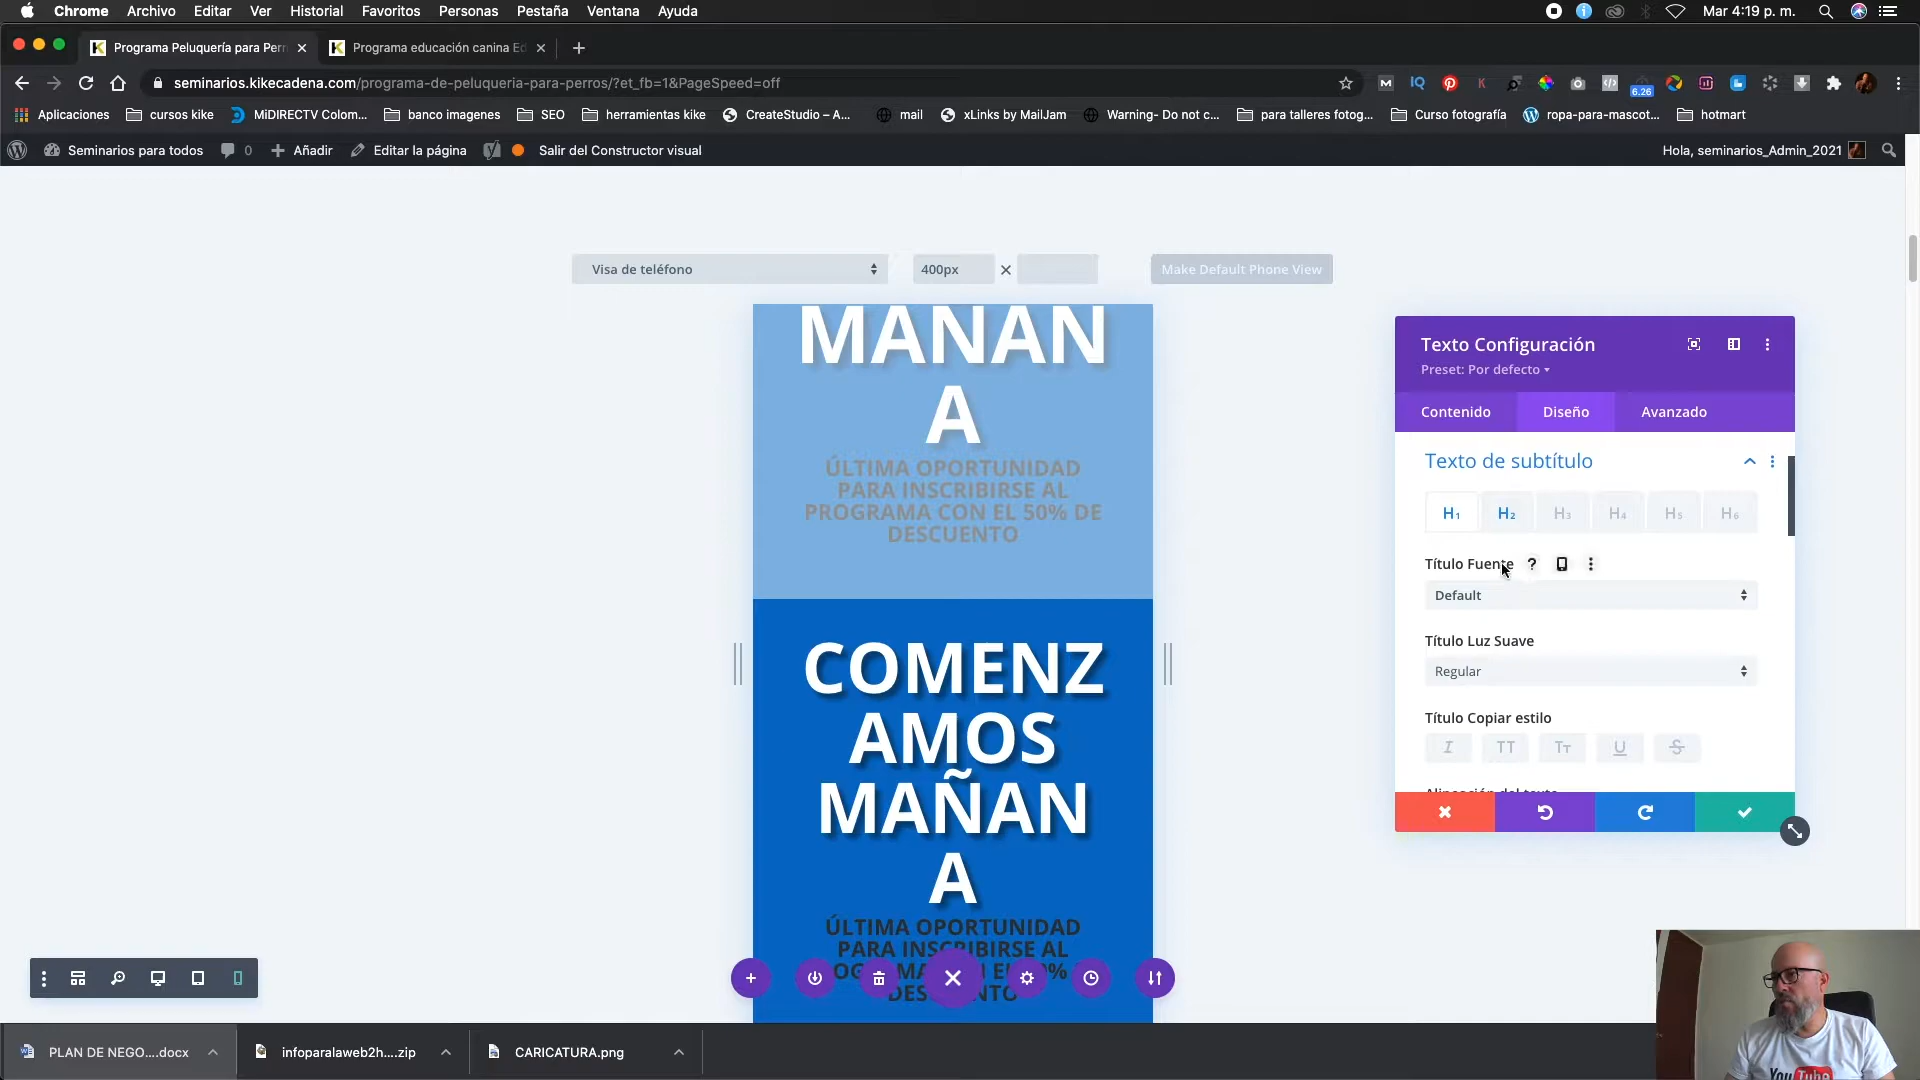 Chrome Archivo Editar Ver Historial Favoritos Personas Pestaña Ventana Ayuda Mar 4:19 p. m.
Programa Peluquería para Perr Programa educación canina Ed
seminarios.kikecadena.com/programa-de-peluqueria-para-perros/?et_fb=1&PageSpeed=off
6.26
Aplicaciones cursos kike MiDIRECTV Colom... banco imagenes SEO herramientas kike CreateStudio – A... mail xLinks by MailJam Warning- Do not c... para talleres fotog... Curso fotografía ropa-para-mascot... hotmart
Seminarios para todos 0 Añadir Editar la página Salir del Constructor visual Hola, seminarios_Admin_2021
Visa de teléfono 400px Make Default Phone View
MAÑAN
A
ÚLTIMA OPORTUNIDAD
PARA INSCRIBIRSE AL
PROGRAMA CON EL 50% DE
DESCUENTO
COMENZ
AMOS
MAÑAN
A
ÚLTIMA OPORTUNIDAD
PARA INSCRIBIRSE AL
Texto Configuración
Preset: Por defecto
Contenido Diseño Avanzado
Texto de subtítulo
H1 H2 H3 H4 H5 H6
Título Fuente ?
Default
Título Luz Suave
Regular
Título Copiar estilo
I TT Tt U S
PLAN DE NEGO....docx infoparalaweb2h....zip CARICATURA.png
You Tube